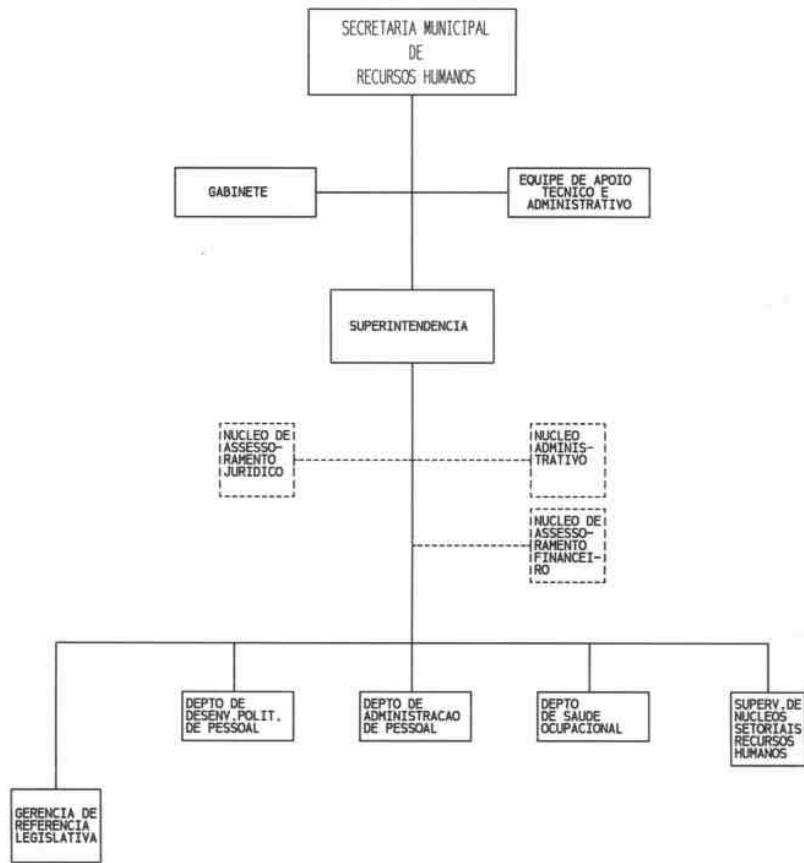 SECRETARIA MUNICIPAL
DE
RECURSOS HUMANOS
GABINETE
EQUIPE DE APOIO
TECNICO E
ADMINISTRATIVO
SUPERINTENDENCIA
NUCLEO DE
ASSESSO-
RAMENTO
JURIDICO
NUCLEO
ADMINIS-
TRATIVO
NUCLEO DE
ASSESSO-
RAMENTO
FINANCEI-
RO
DEPTO DE
DESENV.POLIT.
DE PESSOAL
DEPTO DE
ADMINISTRACAO
DE PESSOAL
DEPTO
DE SAUDE
OCUPACIONAL
SUPERV.DE
NUCLEOS
SETORIAIS
RECURSOS
HUMANOS
GERENCIA DE
REFERENCIA
LEGISLATIVA